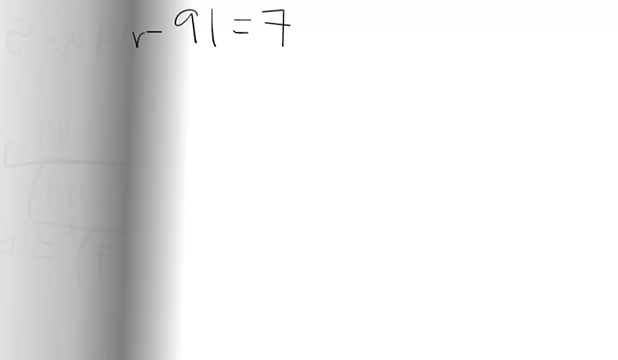 r - 91 = 7